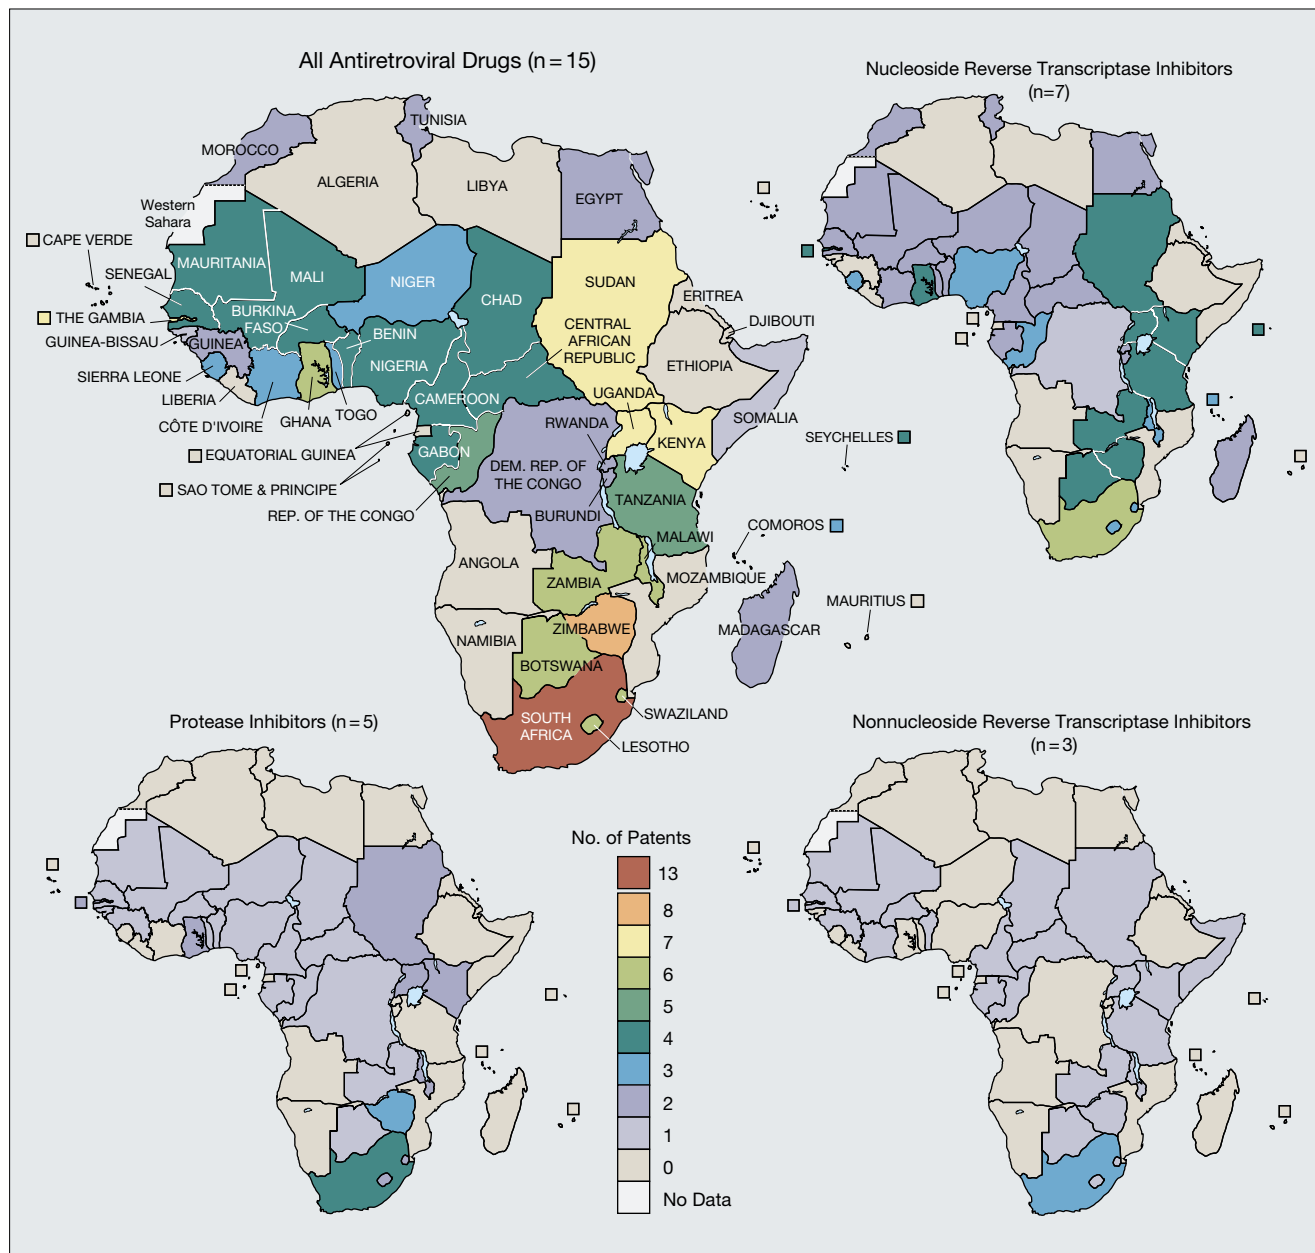 All Antiretroviral Drugs (n=15)
Nucleoside Reverse Transcriptase Inhibitors
(n=7)
TUNISIA
MOROCCO
ALGERIA
LIBYA
EGYPT
Western
Sahara
CAPE VERDE
MAURITANIA
MALI
NIGER
CHAD
SUDAN
ERITREA
SENEGAL
THE GAMBIA
BURKINA
FASO
BENIN
CENTRAL
AFRICAN
REPUBLIC
DJIBOUTI
GUINEA-BISSAU
GUINEA
NIGERIA
ETHIOPIA
SIERRA LEONE
LIBERIA
CÔTE D'IVOIRE
GHANA
TOGO
CAMEROON
UGANDA
SOMALIA
RWANDA
KENYA
SEYCHELLES
EQUATORIAL GUINEA
GABON
DEM. REP. OF
THE CONGO
SAO TOME & PRINCIPE
REP. OF THE CONGO
BURUNDI
TANZANIA
COMOROS
MALAWI
ANGOLA
ZAMBIA
MOZAMBIQUE
MAURITIUS
NAMIBIA
ZIMBABWE
MADAGASCAR
BOTSWANA
SWAZILAND
SOUTH
AFRICA
LESOTHO
Protease Inhibitors (n=5)
Nonnucleoside Reverse Transcriptase Inhibitors
(n=3)
No. of Patents
13
8
7
6
5
4
3
2
1
0
No Data